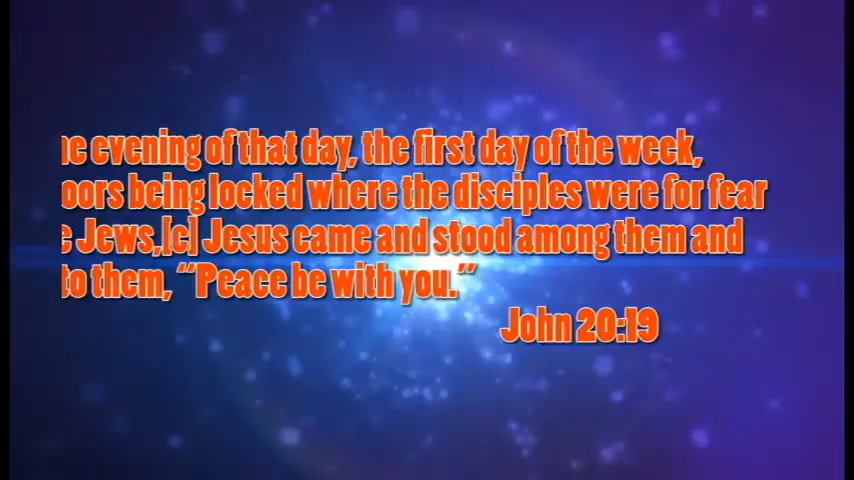 e evening of that day, the first day of the week,
oors being locked where the disciples were for fear
Jews,[c] Jesus came and stood among them and
to them, “Peace be with you.”
John 20:19